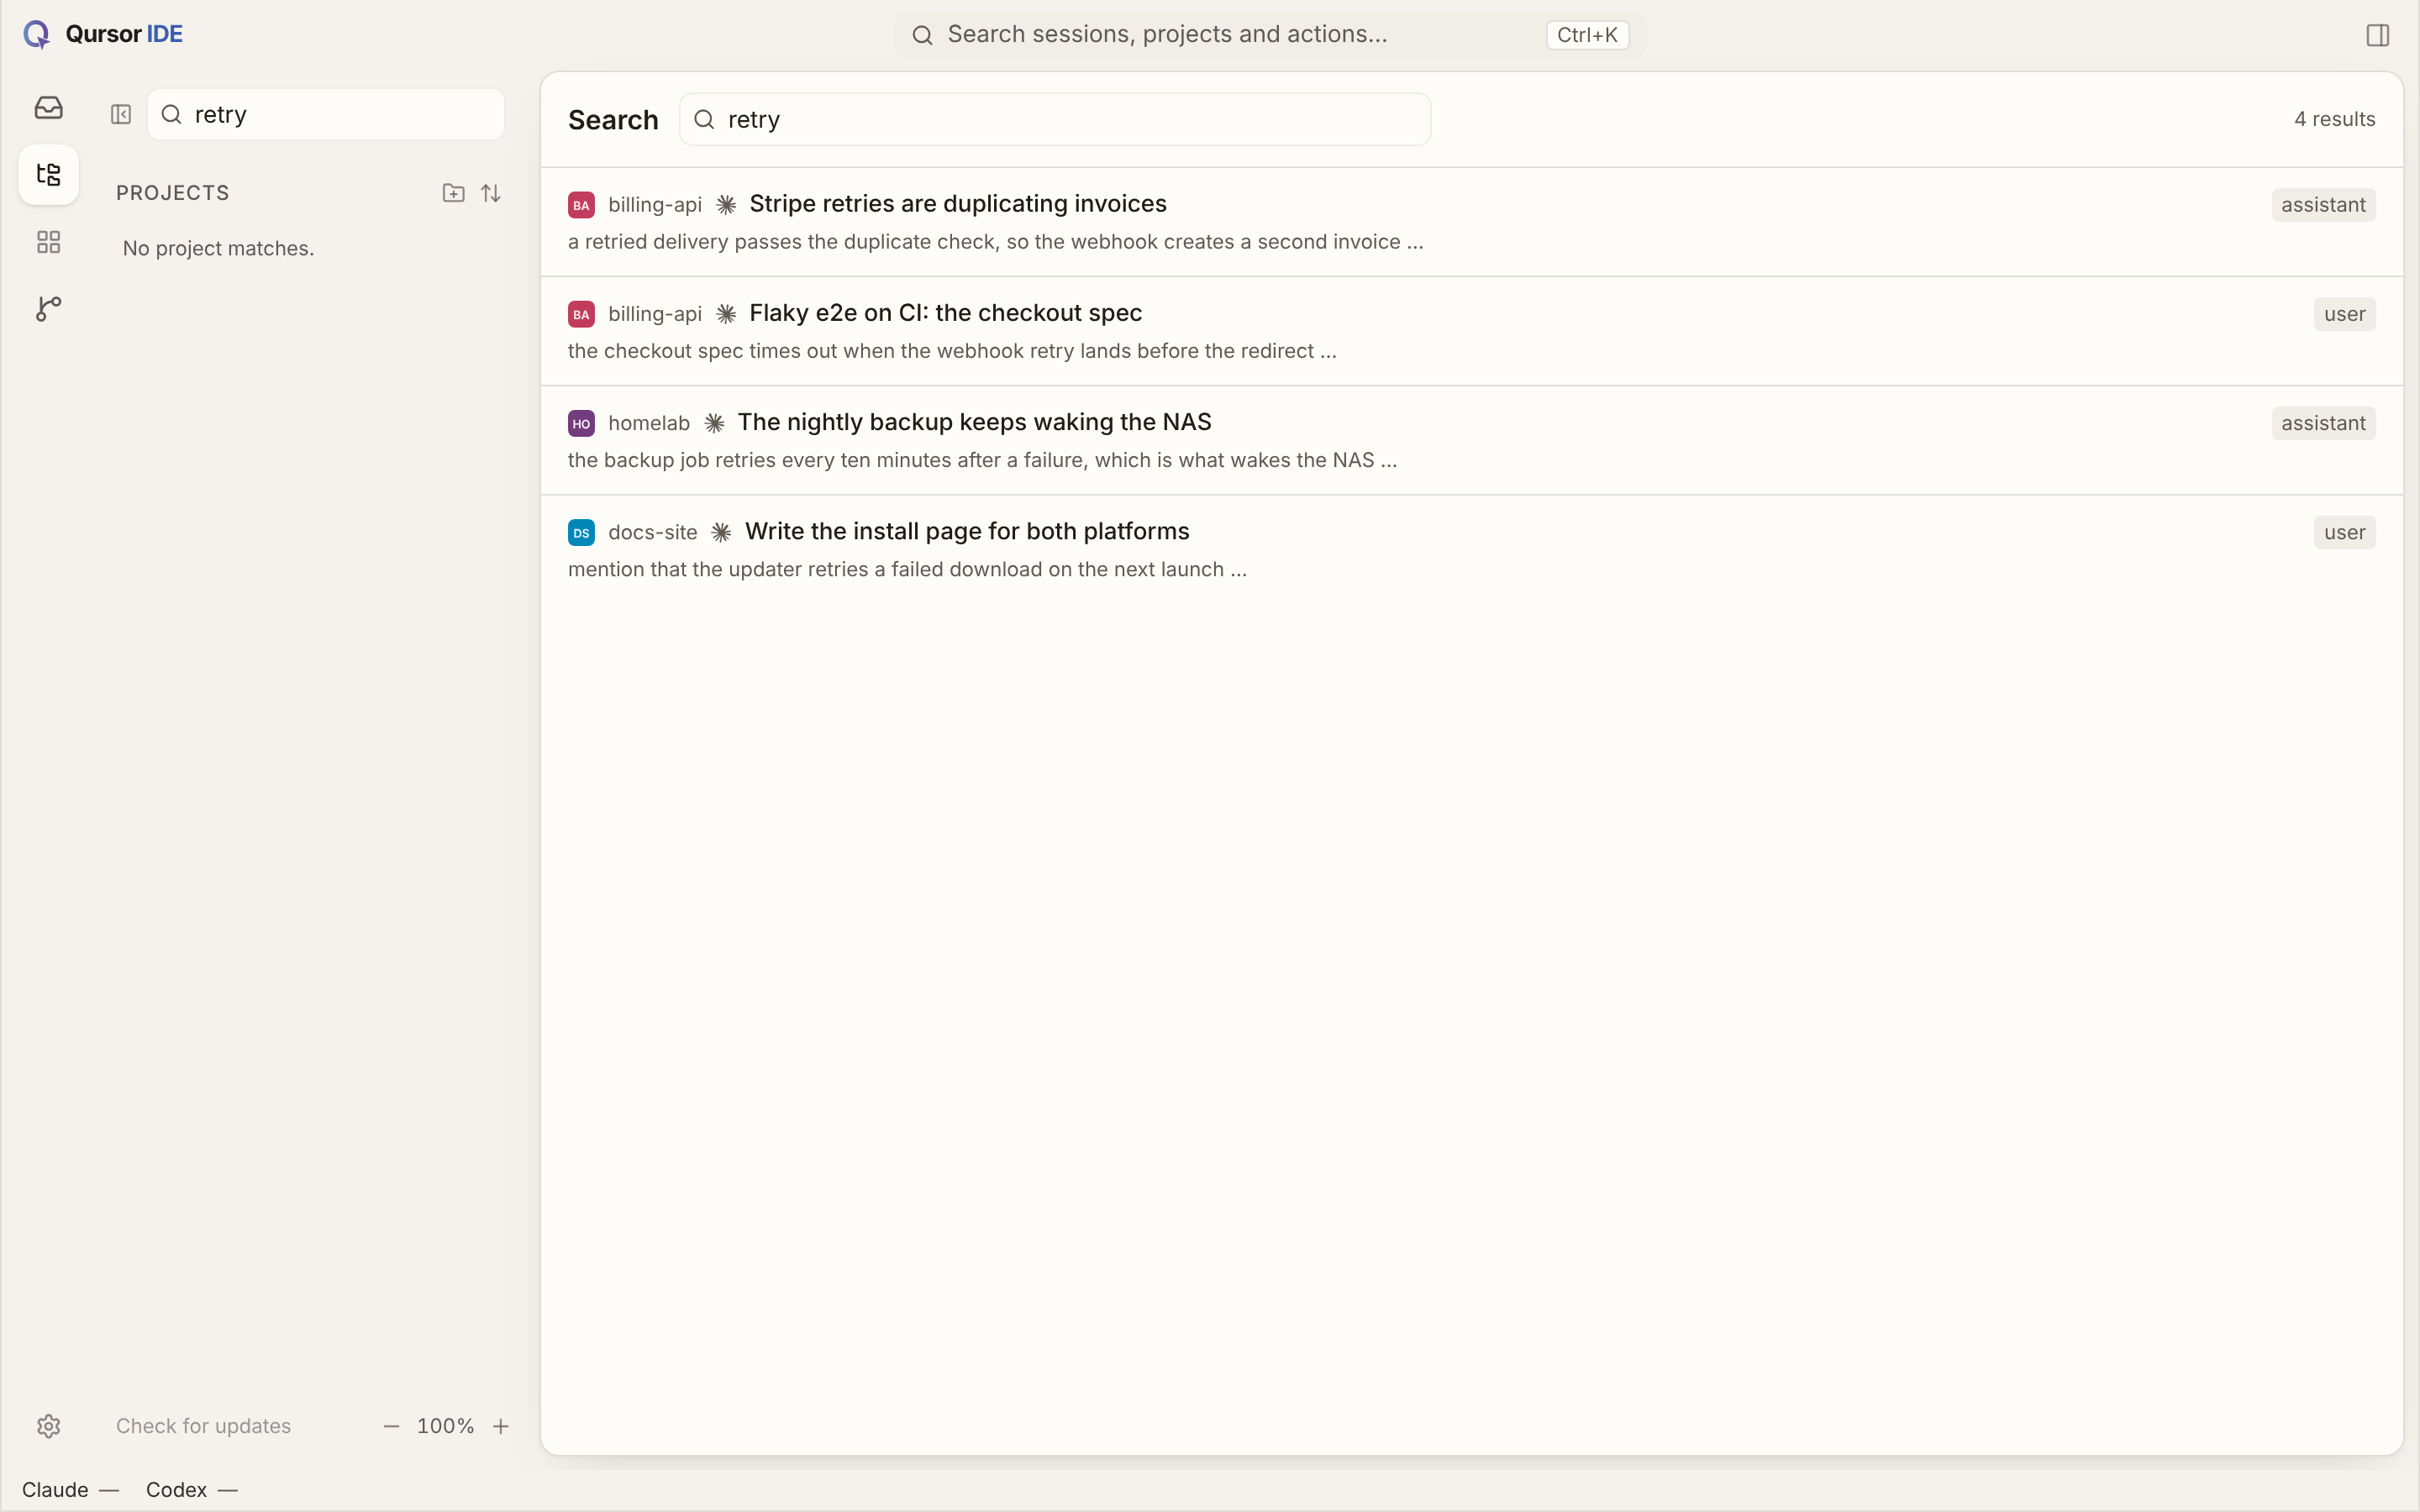 Qursor IDE
Search sessions, projects and actions...
Ctrl+K
retry
PROJECTS
No project matches.
Search
retry
4 results
BA billing-api Stripe retries are duplicating invoices
assistant
a retried delivery passes the duplicate check, so the webhook creates a second invoice ...
BA billing-api Flaky e2e on CI: the checkout spec
user
the checkout spec times out when the webhook retry lands before the redirect ...
HO homelab The nightly backup keeps waking the NAS
assistant
the backup job retries every ten minutes after a failure, which is what wakes the NAS ...
DS docs-site Write the install page for both platforms
user
mention that the updater retries a failed download on the next launch ...
Check for updates
— 100% +
Claude — Codex —